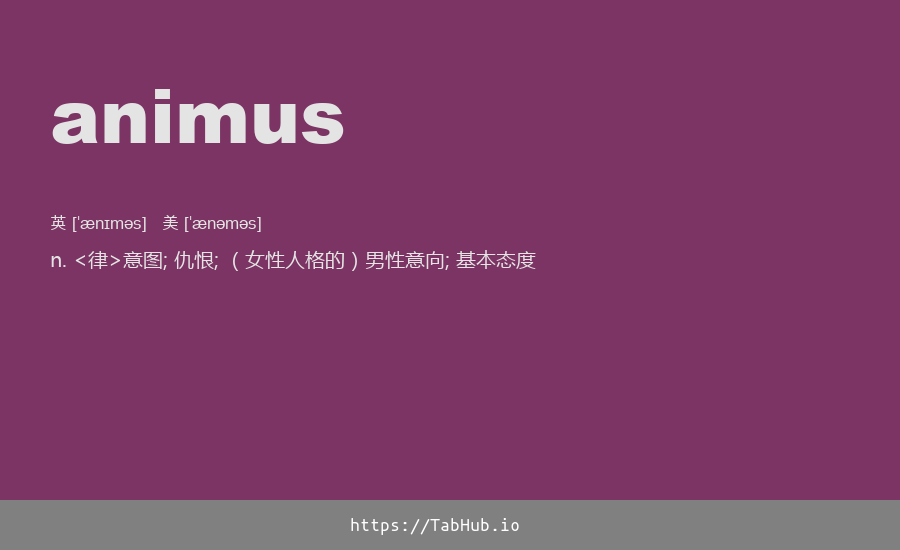 animus
英 [ˈænɪməs]   美 [ˈænəməs]
n. <律>意图; 仇恨; （女性人格的）男性意向; 基本态度
https://TabHub.io